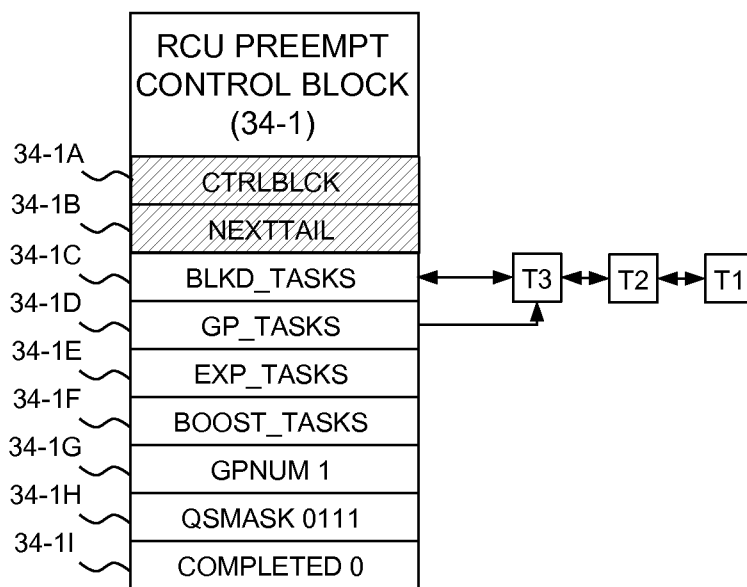 RCU PREEMPT
CONTROL BLOCK
(34-1)
34-1A
CTRLBLCK
34-1B
NEXTTAIL
34-1C
BLKD_TASKS
T3
T2
T1
34-1D
GP_TASKS
34-1E
EXP_TASKS
34-1F
BOOST_TASKS
34-1G
GPNUM 1
34-1H
QSMASK 0111
34-1I
COMPLETED 0